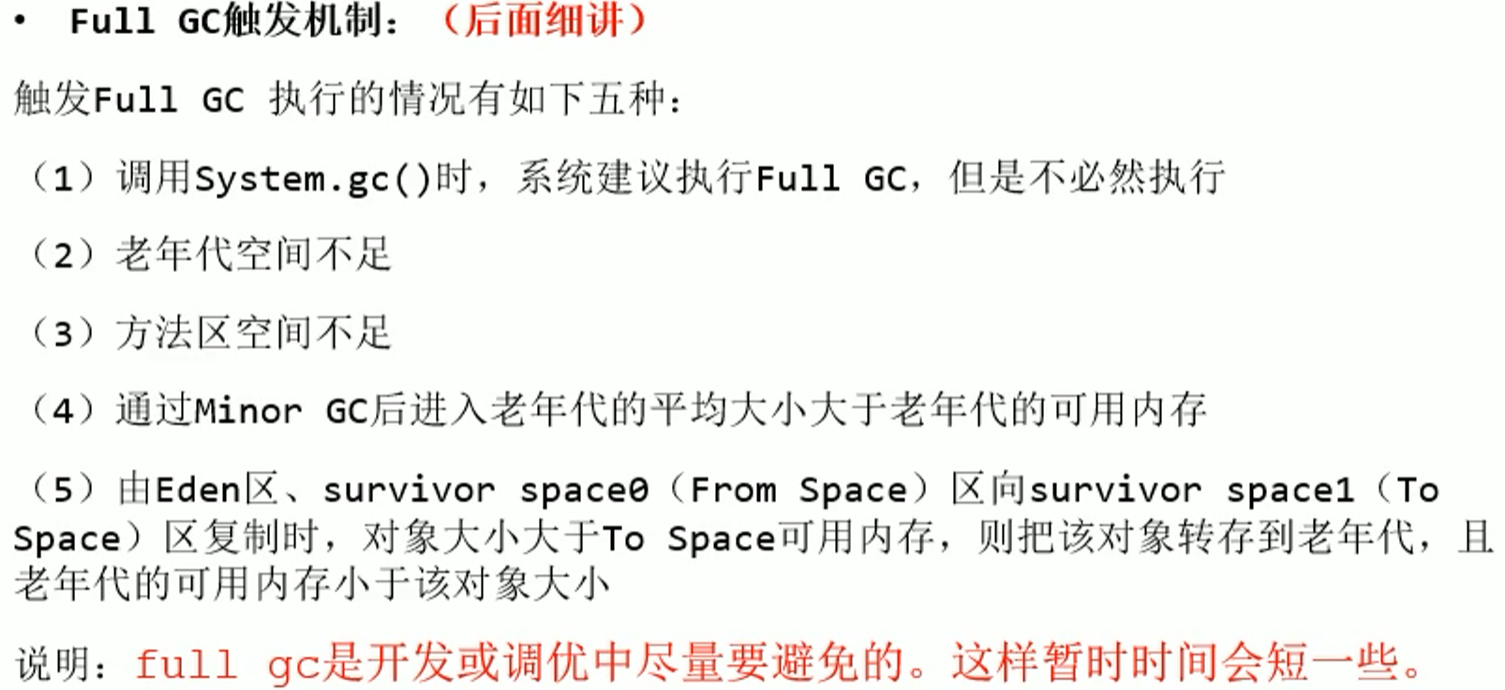 • Full GC触发机制：（后面细讲）
触发Full GC 执行的情况有如下五种：
（1）调用System.gc()时，系统建议执行Full GC，但是不必然执行
（2）老年代空间不足
（3）方法区空间不足
（4）通过Minor GC后进入老年代的平均大小大于老年代的可用内存
（5）由Eden区、survivor space0（From Space）区向survivor space1（To
Space）区复制时，对象大小大于To Space可用内存，则把该对象转存到老年代，且
老年代的可用内存小于该对象大小
说明：full gc是开发或调优中尽量要避免的。这样暂时时间会短一些。